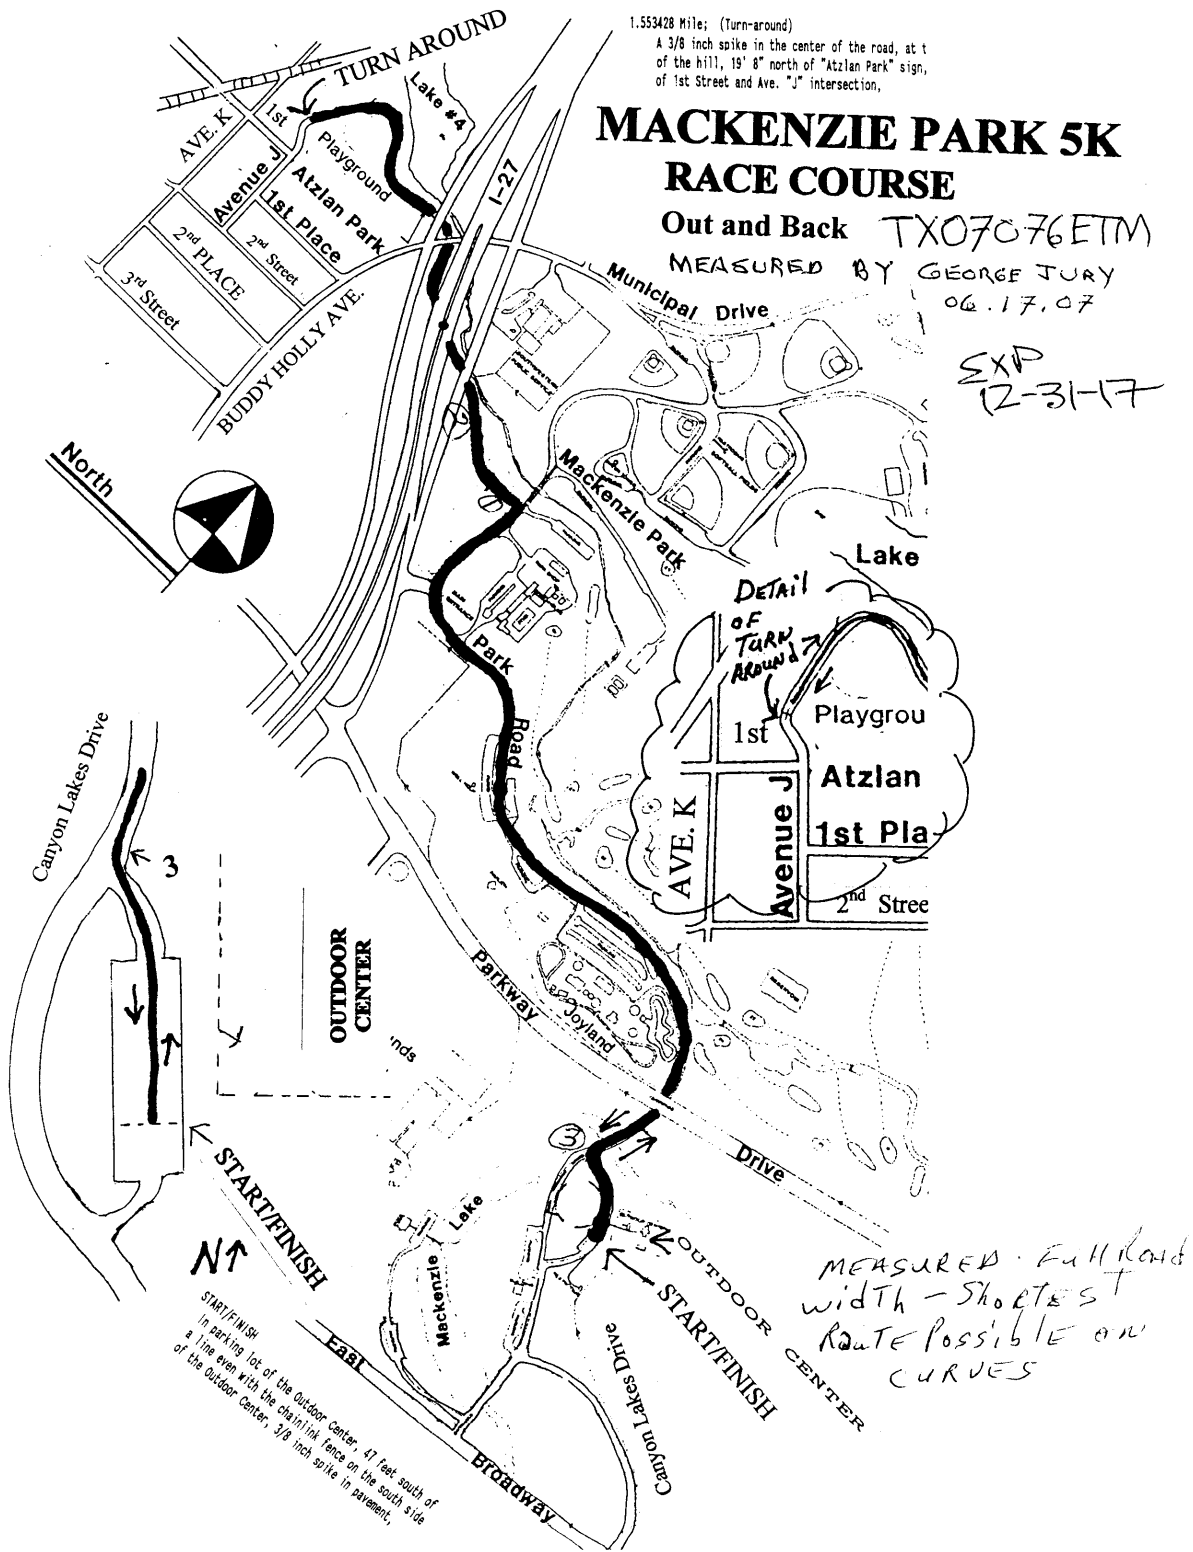 1.553428 Mile; (Turn-around)
A 3/8 inch spike in the center of the road, at t
of the hill, 19' 8" north of "Atzlan Park" sign,
of 1st Street and Ave. "J" intersection,
MACKENZIE PARK 5K
RACE COURSE
Out and Back TX07076ETM
MEASURED BY GEORGE JURY
06.17.07
EXP
12-31-17
TURN AROUND
Lake #4
1st
AVE. K
Playground
Avenue J
Atzlan Park
1st Place
2nd PLACE
2nd Street
3rd Street
BUDDY HOLLY AVE.
I-27
Municipal Drive
North
Mackenzie Park
MAIN
ENTRANCE
SOFTBALL FIELDS
Park
Road
Lake
DETAIL
OF
TURN
AROUND
1st
Playgrou
Atzlan
1st Pla
AVE. K
Avenue J
2nd Stree
Canyon Lakes Drive
3
OUTDOOR
CENTER
nds
Parkway
Joyland
Drive
3
START/FINISH
N
Lake
Mackenzie
OUTDOOR
CENTER
START/FINISH
Canyon Lakes Drive
East
Broadway
START/FINISH
In parking lot of the Outdoor Center, 47 feet south of
a line even with the chainlink fence on the south side
of the Outdoor Center, 3/8 inch spike in pavement,
MEASURED - Full Road
width - Shortest
Route Possible on
CURVES